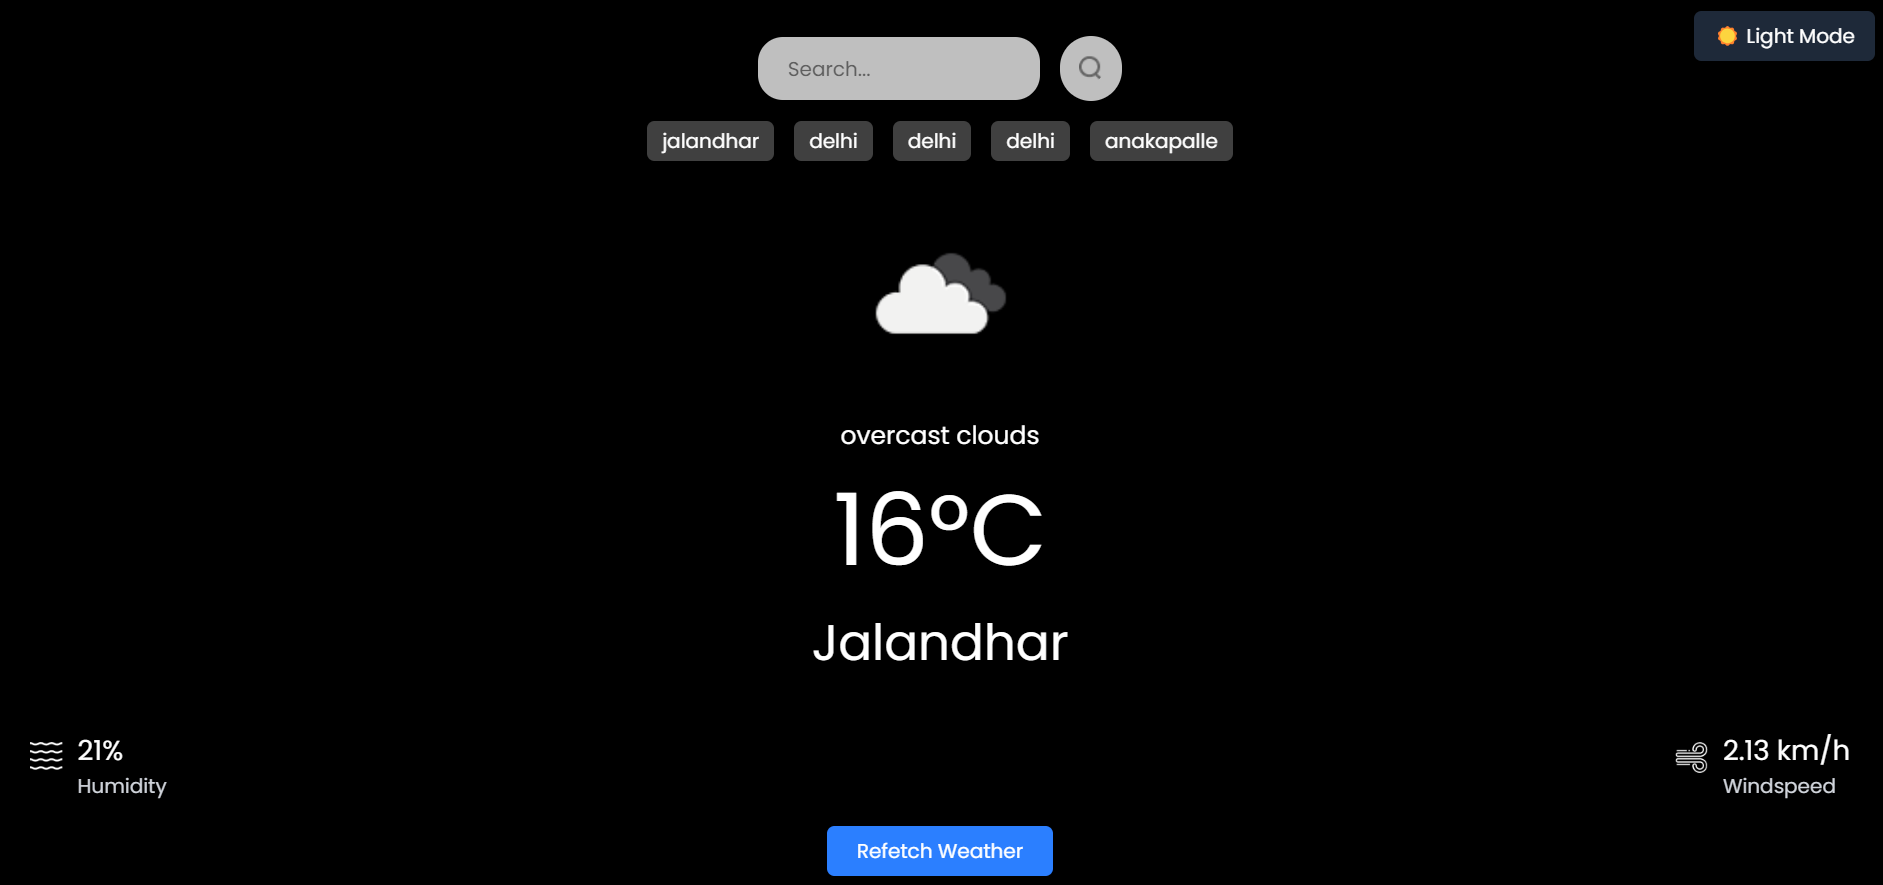 Light Mode
Search...
jalandhar delhi delhi delhi anakapalle
overcast clouds
16°C
Jalandhar
21%
Humidity
2.13 km/h
Windspeed
Refetch Weather